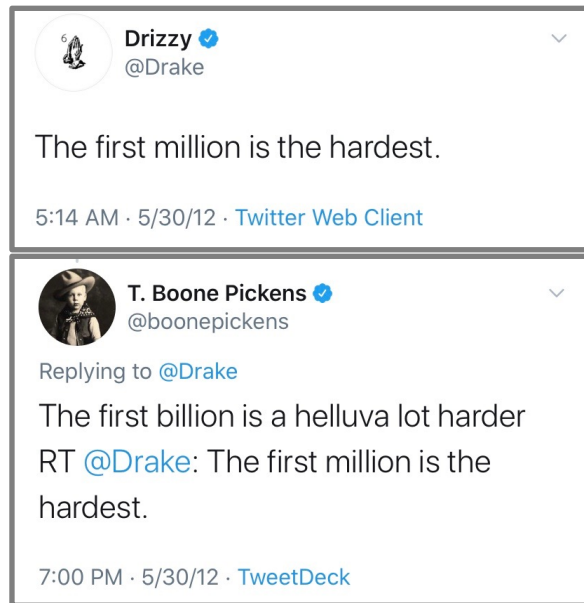 6
Drizzy
@Drake
The first million is the hardest.
5:14 AM · 5/30/12 · Twitter Web Client
T. Boone Pickens
@boonepickens
Replying to @Drake
The first billion is a helluva lot harder
RT @Drake: The first million is the
hardest.
7:00 PM · 5/30/12 · TweetDeck